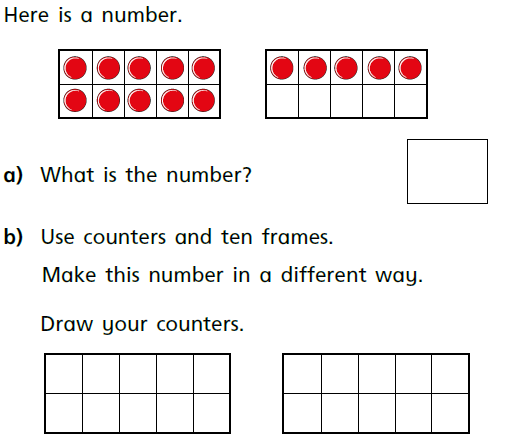 Here is a number.
a) What is the number?
b) Use counters and ten frames.
Make this number in a different way.
Draw your counters.